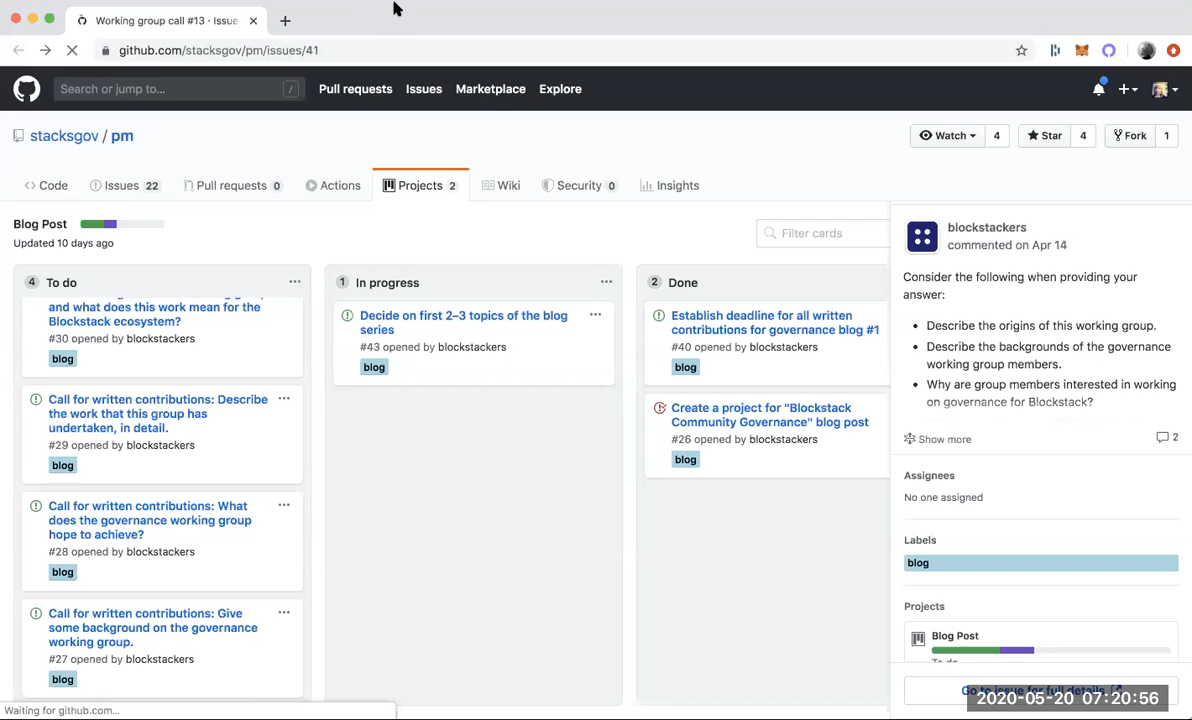 Working group call #13 · Issue
github.com/stacksgov/pm/issues/41
Search or jump to... /
Pull requests Issues Marketplace Explore
stacksgov / pm
Watch 4 Star 4 Fork 1
Code Issues 22 Pull requests 0 Actions Projects 2 Wiki Security 0 Insights
Blog Post
Updated 10 days ago
Filter cards
4 To do
and what does this work mean for the
Blockstack ecosystem?
#30 opened by blockstackers
blog
Call for written contributions: Describe
the work that this group has
undertaken, in detail.
#29 opened by blockstackers
blog
Call for written contributions: What
does the governance working group
hope to achieve?
#28 opened by blockstackers
blog
Call for written contributions: Give
some background on the governance
working group.
#27 opened by blockstackers
blog
1 In progress
Decide on first 2–3 topics of the blog
series
#43 opened by blockstackers
blog
2 Done
Establish deadline for all written
contributions for governance blog #1
#40 opened by blockstackers
blog
Create a project for "Blockstack
Community Governance" blog post
#26 opened by blockstackers
blog
blockstackers
commented on Apr 14
Consider the following when providing your
answer:
• Describe the origins of this working group.
• Describe the backgrounds of the governance
working group members.
• Why are group members interested in working
on governance for Blockstack?
Show more 2
Assignees
No one assigned
Labels
blog
Projects
Blog Post
To do
Go to issue for full details
2020-05-20 07:20:56
Waiting for github.com...